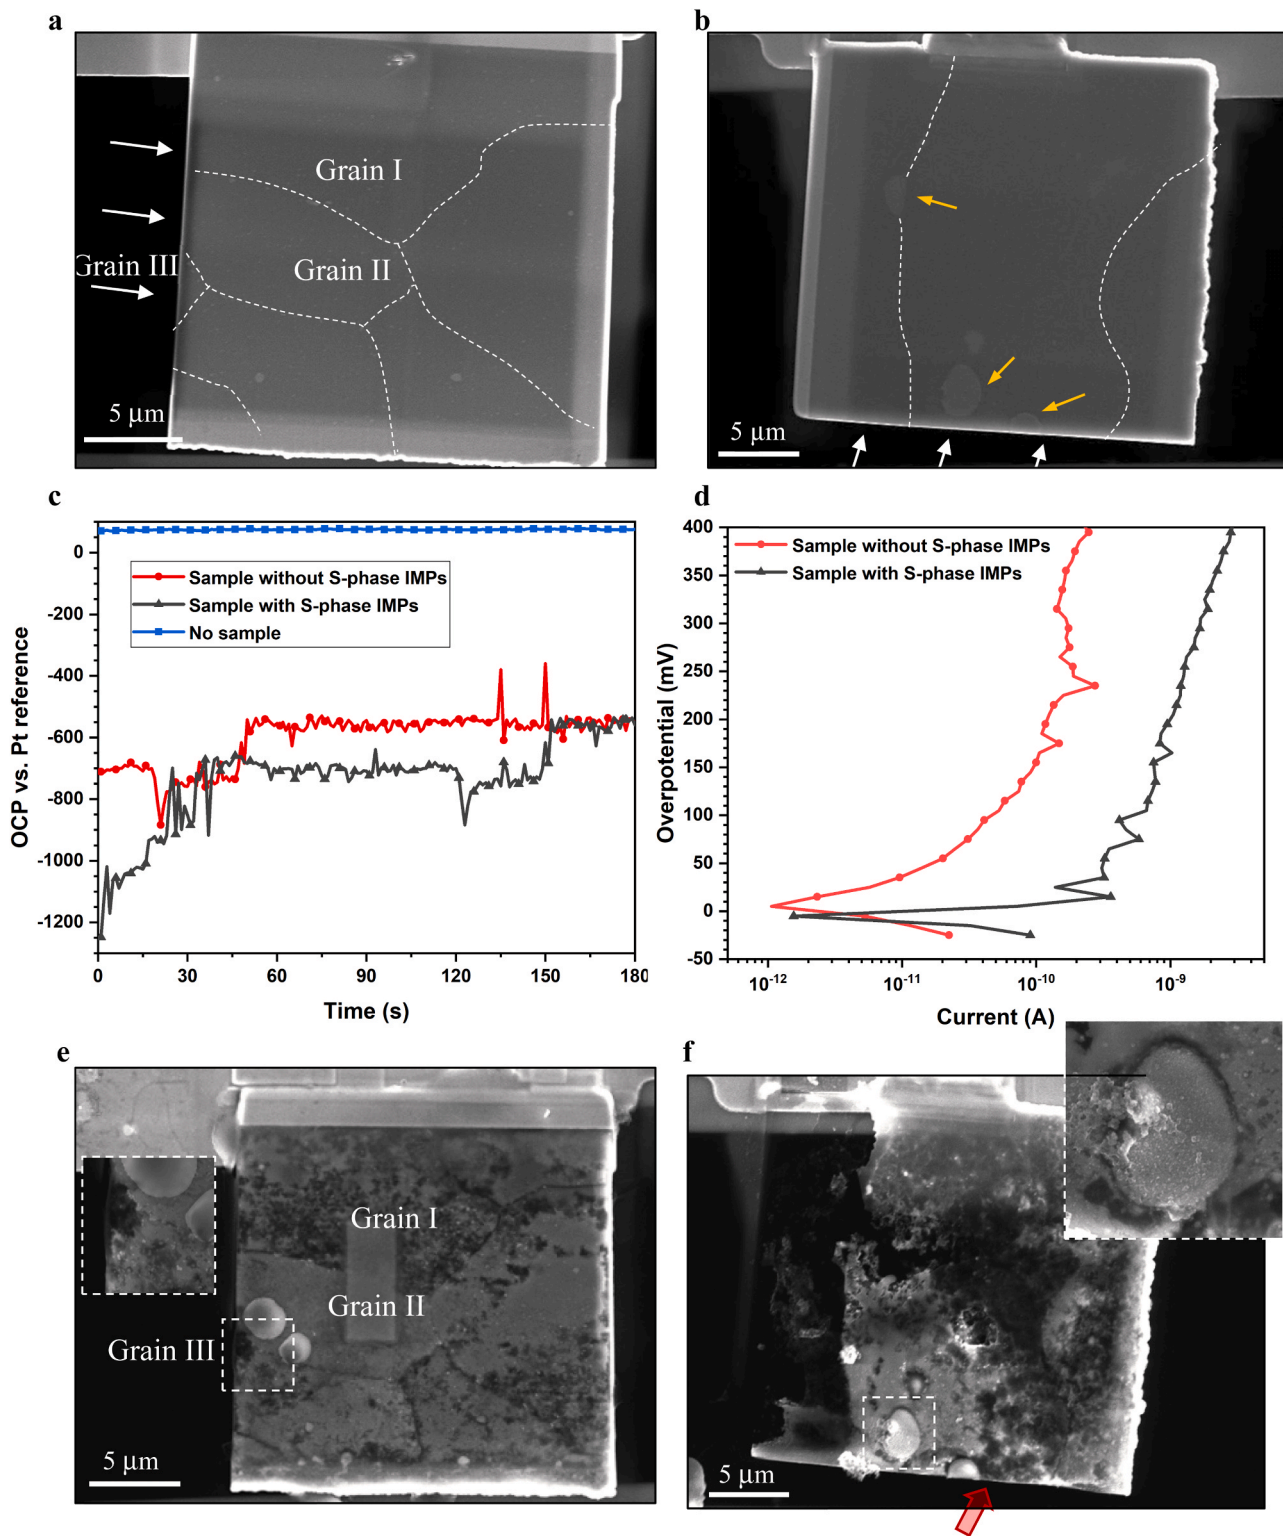 a
b
Grain I
Grain III
Grain II
5 µm
5 µm
c
d
0
-200
-400
-600
-800
-1000
-1200
OCP vs. Pt reference
Sample without S-phase IMPs
Sample with S-phase IMPs
No sample
0 30 60 90 120 150 180
Time (s)
400
350
300
250
200
150
100
50
0
-50
Overpotential (mV)
Sample without S-phase IMPs
Sample with S-phase IMPs
10⁻¹² 10⁻¹¹ 10⁻¹⁰ 10⁻⁹
Current (A)
e
f
Grain I
Grain II
Grain III
5 µm
5 µm